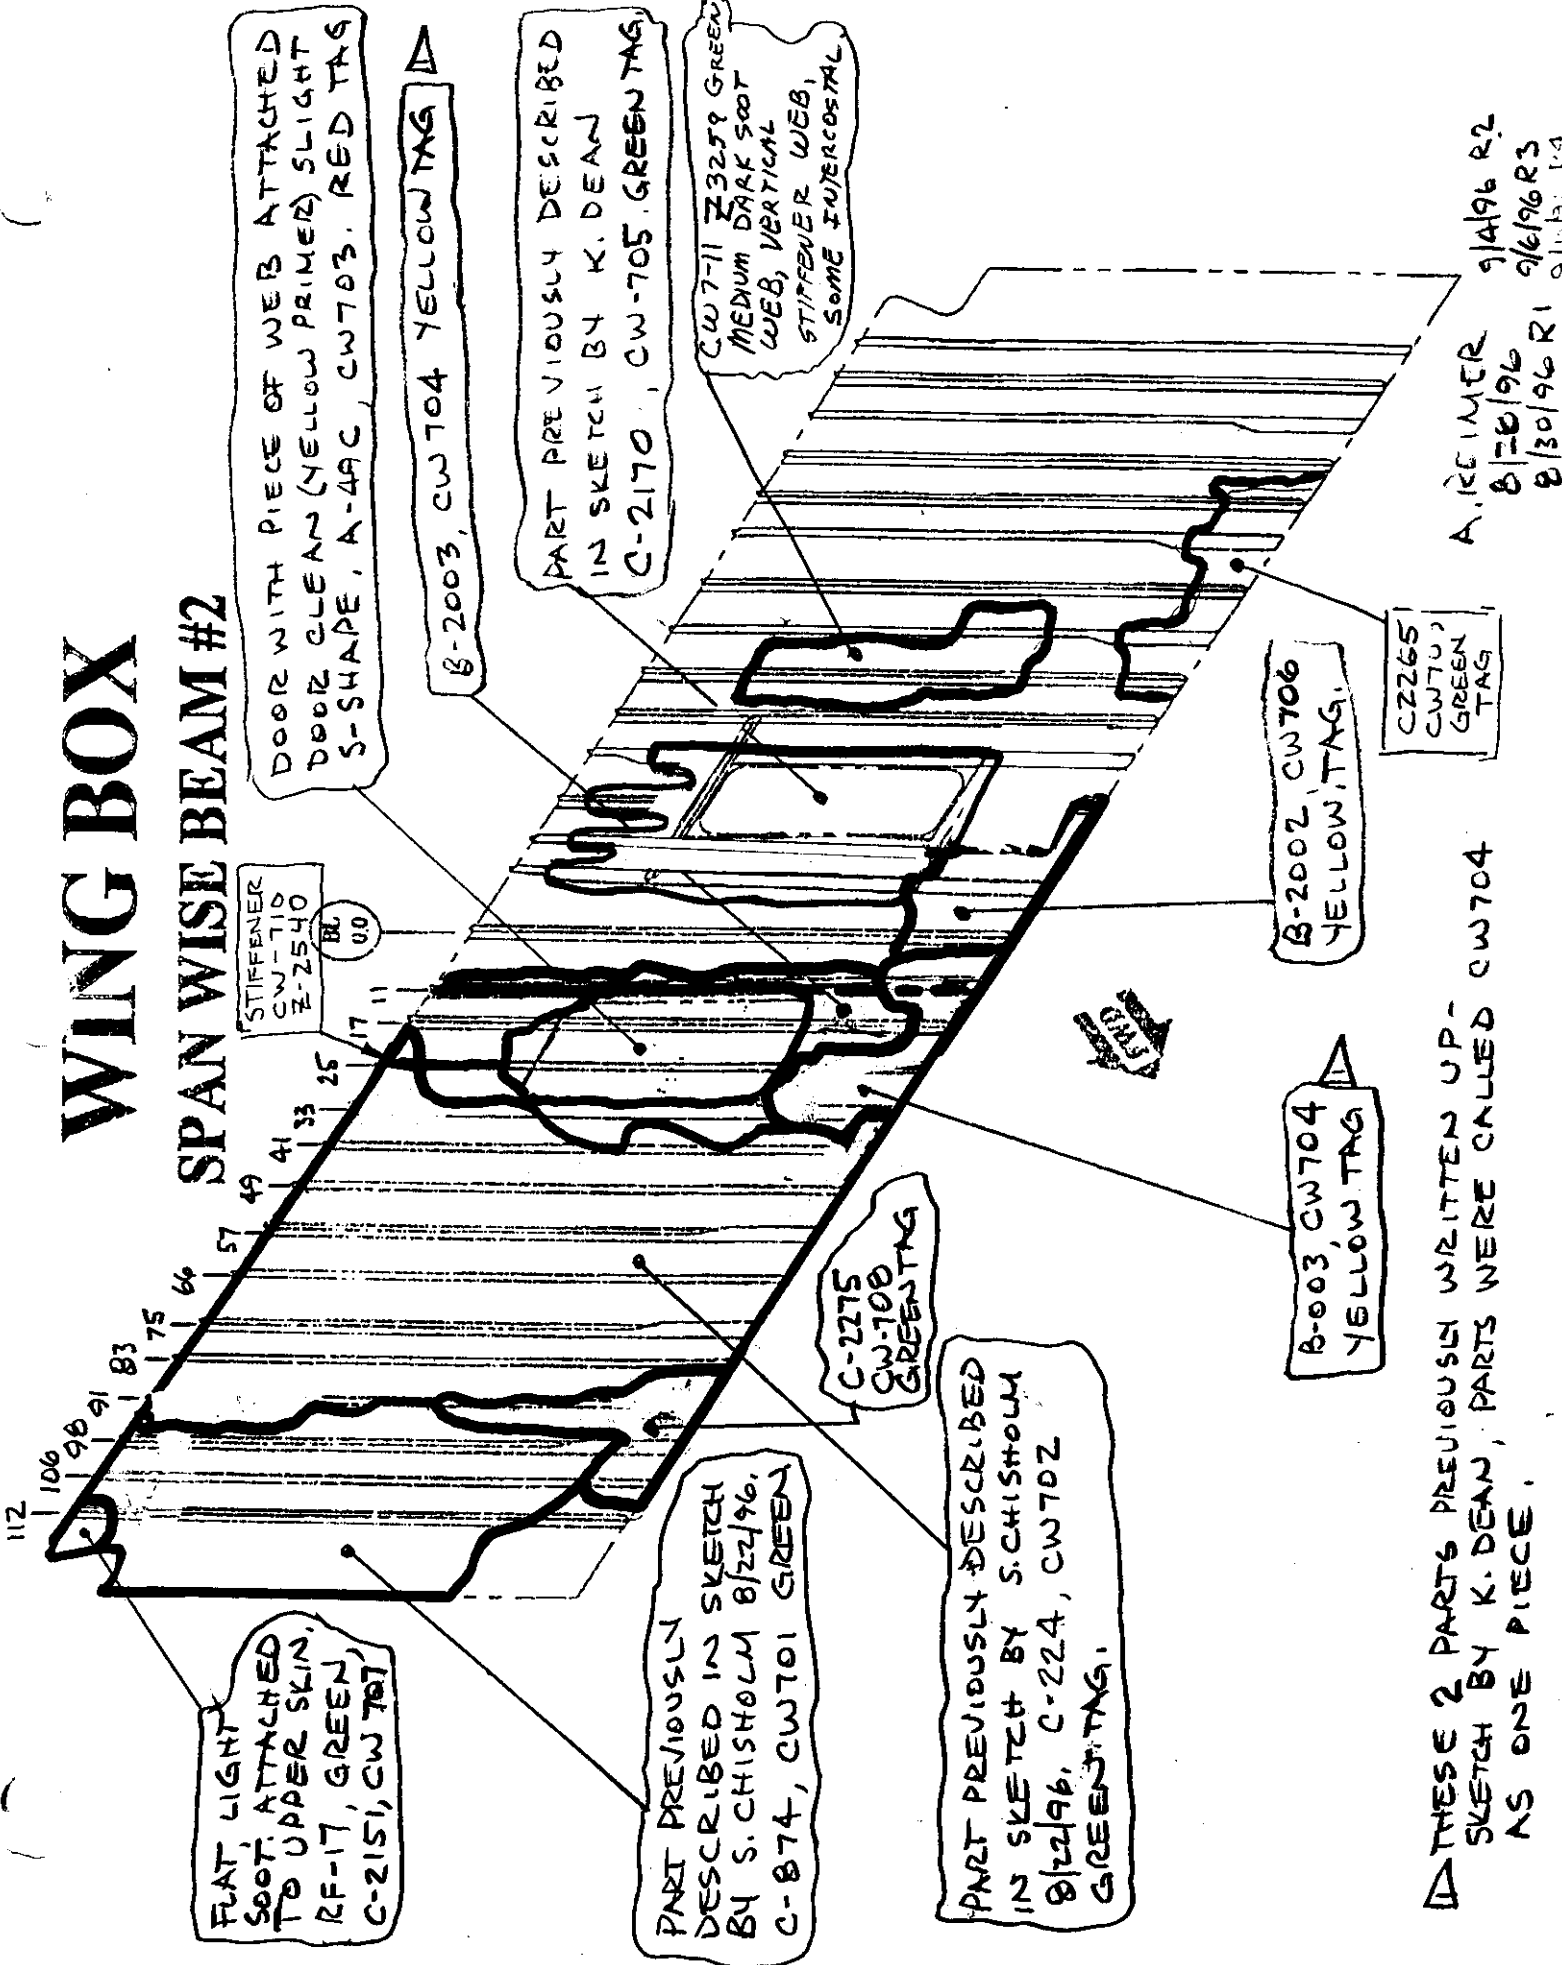 WING BOX
SPAN WISE BEAM #2
STIFFENER
CW-710
Z-2540
BL
0.0
112
106
98
91
83
75
66
57
49
41
33
25
17
11
DOOR WITH PIECE OF WEB ATTACHED
DOOR CLEAN (YELLOW PRIMER) SLIGHT
S-SHAPE, A-49C, CW703. RED TAG
B-2003, CW704 YELLOW TAG
PART PREVIOUSLY DESCRIBED
IN SKETCH BY K. DEAN
C-2170, CW-705. GREEN TAG.
CW7-11 Z3259 GREEN
MEDIUM DARK SOOT
WEB, VERTICAL
STIFFENER WEB,
SOME INTERCOSTAL.
FLAT LIGHT
SOOT, ATTACHED
TO UPPER SKIN,
RF-17, GREEN,
C-2151, CW 707
PART PREVIOUSLY
DESCRIBED IN SKETCH
BY S. CHISHOLM 8/22/96.
C-874, CW701 GREEN
PART PREVIOUSLY DESCRIBED
IN SKETCH BY S. CHISHOLM
8/22/96. C-224, CW702
GREEN TAG.
C-2275
CW-708
GREEN TAG
B-003, CW704
YELLOW TAG
1
FWD
B-2002, CW706
YELLOW TAG.
C2265
GREEN
TAG
THESE 2 PARTS PREVIOUSLY WRITTEN UP-
SKETCH BY K. DEAN, PARTS WERE CALLED CW704
AS ONE PIECE.
A.
9/4/96 R2
9/6/96 R3
8/30/96 R1